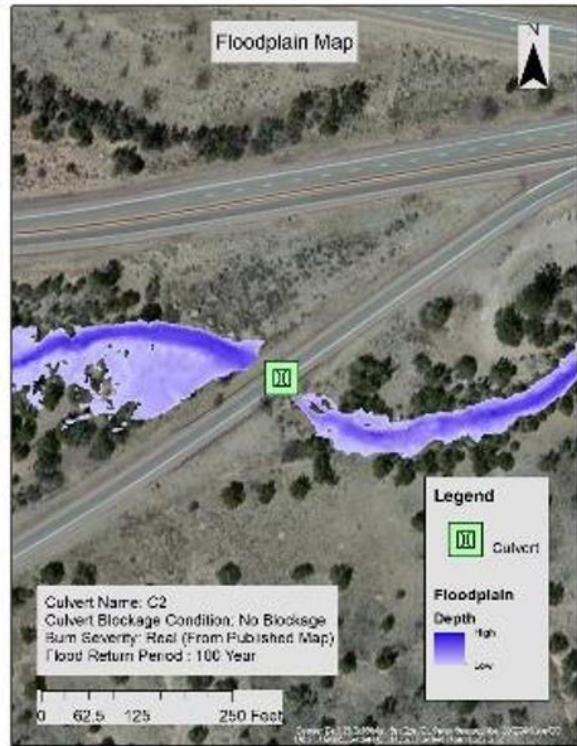 Floodplain Map
N
Legend
Culvert
Floodplain
Depth
High
Low
Culvert Name: C2
Culvert Blockage Condition: No Blockage
Burn Severity: Real (From Published Map)
Flood Return Period : 100 Year
0 62.5 125 250 Feet